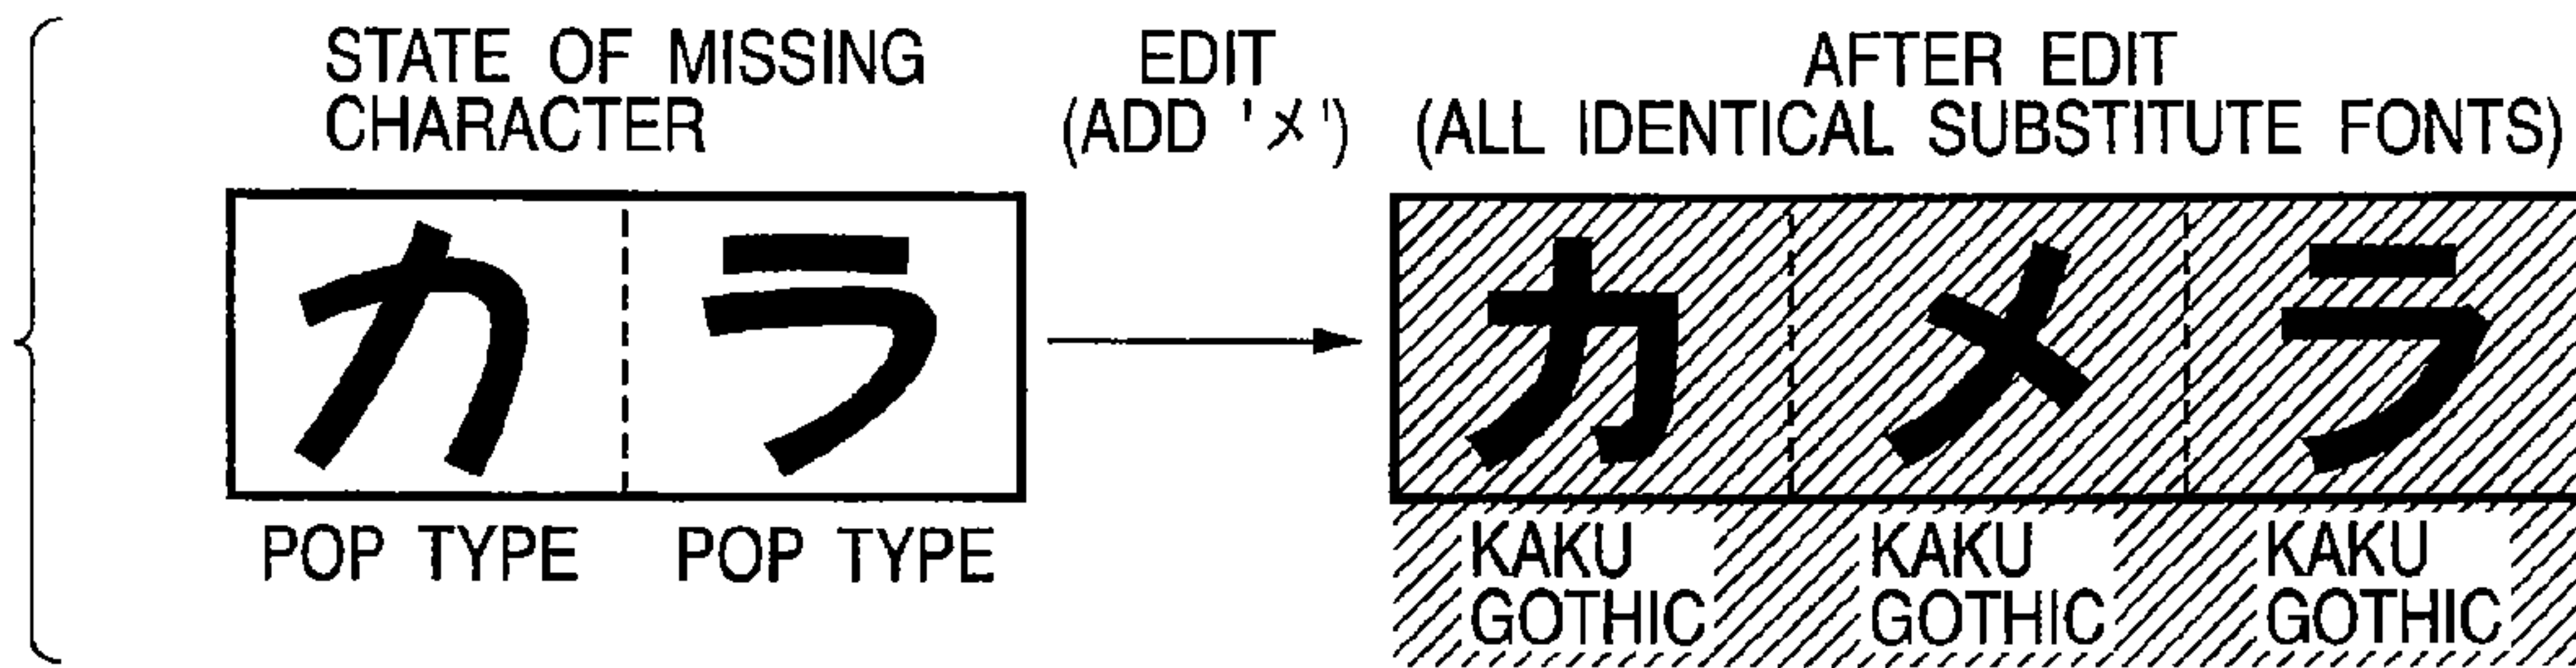 STATE OF MISSING
CHARACTER
EDIT
(ADD 'メ')
AFTER EDIT
(ALL IDENTICAL SUBSTITUTE FONTS)
カ ラ
カ メ ラ
POP TYPE POP TYPE
KAKU
GOTHIC
KAKU
GOTHIC
KAKU
GOTHIC